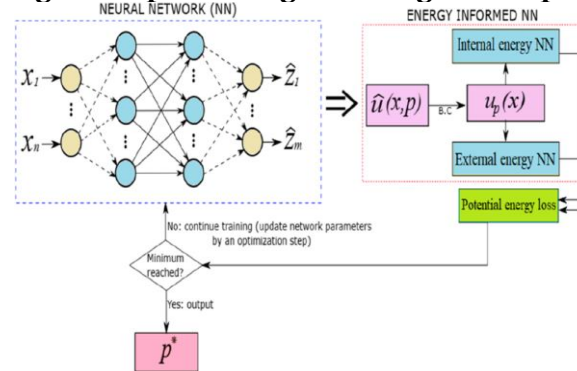 NEURAL NETWORK (NN)
ENERGY INFORMED NN
x₁
⋮
xₙ
ẑ₁
⋮
ẑₘ
Internal energy NN
û(x,p)
B.C
uₚ(x)
External energy NN
Potential energy loss
No: continue training (update network parameters
by an optimization step)
Minimum
reached?
Yes: output
p*